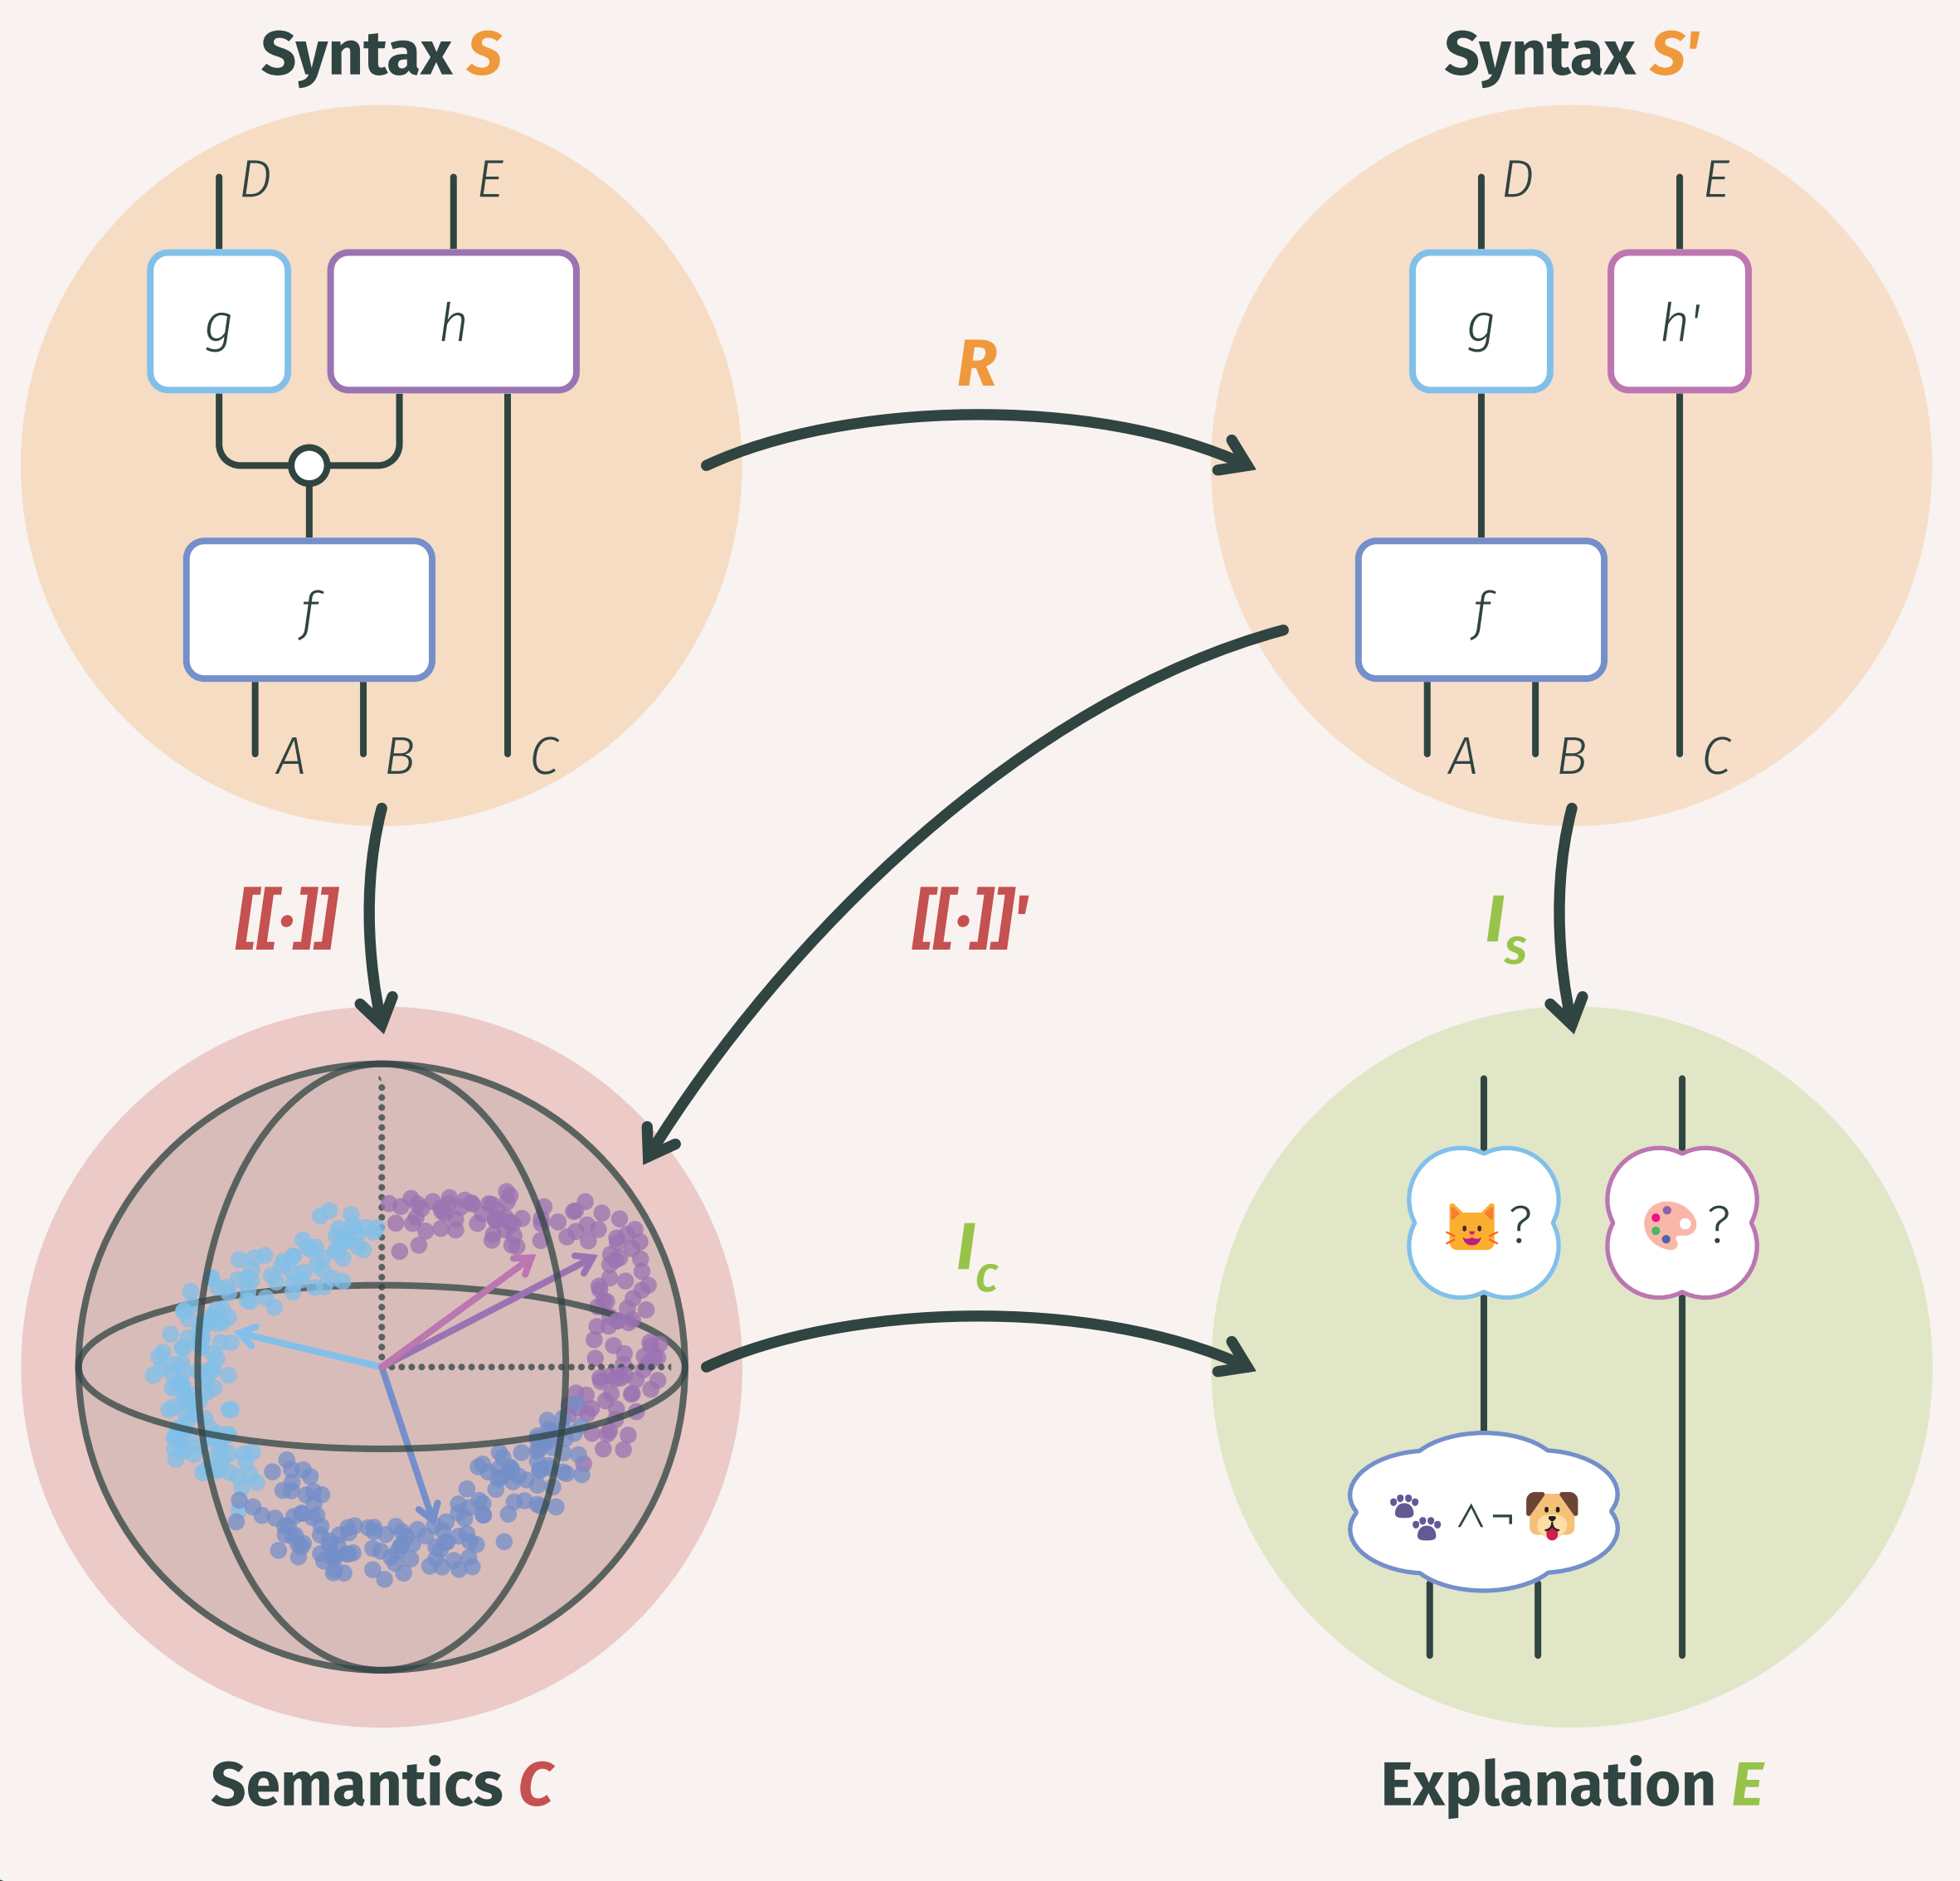 Syntax S
Syntax S'
D
E
D
E
g
h
g
h'
R
f
f
A
B
C
A
B
C
[[·]]
[[·]]'
I_S
?
?
I_C
∧ ¬
Semantics C
Explanation E